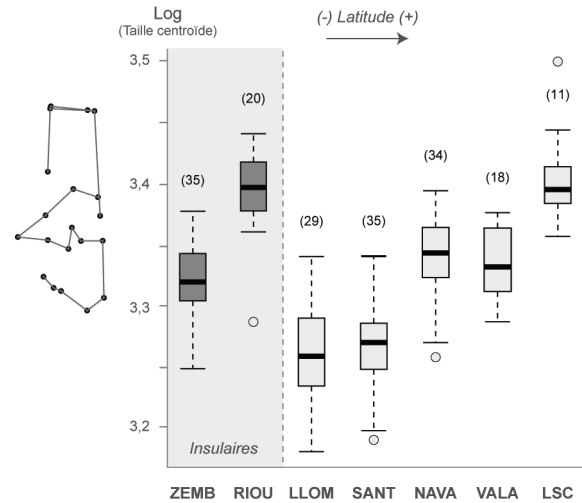 Log
(Taille centroïde)
(-) Latitude (+)
3,5
3,4
3,3
3,2
(35)
(20)
(29)
(35)
(34)
(18)
(11)
Insulaires
ZEMB RIOU LLOM SANT NAVA VALA LSC